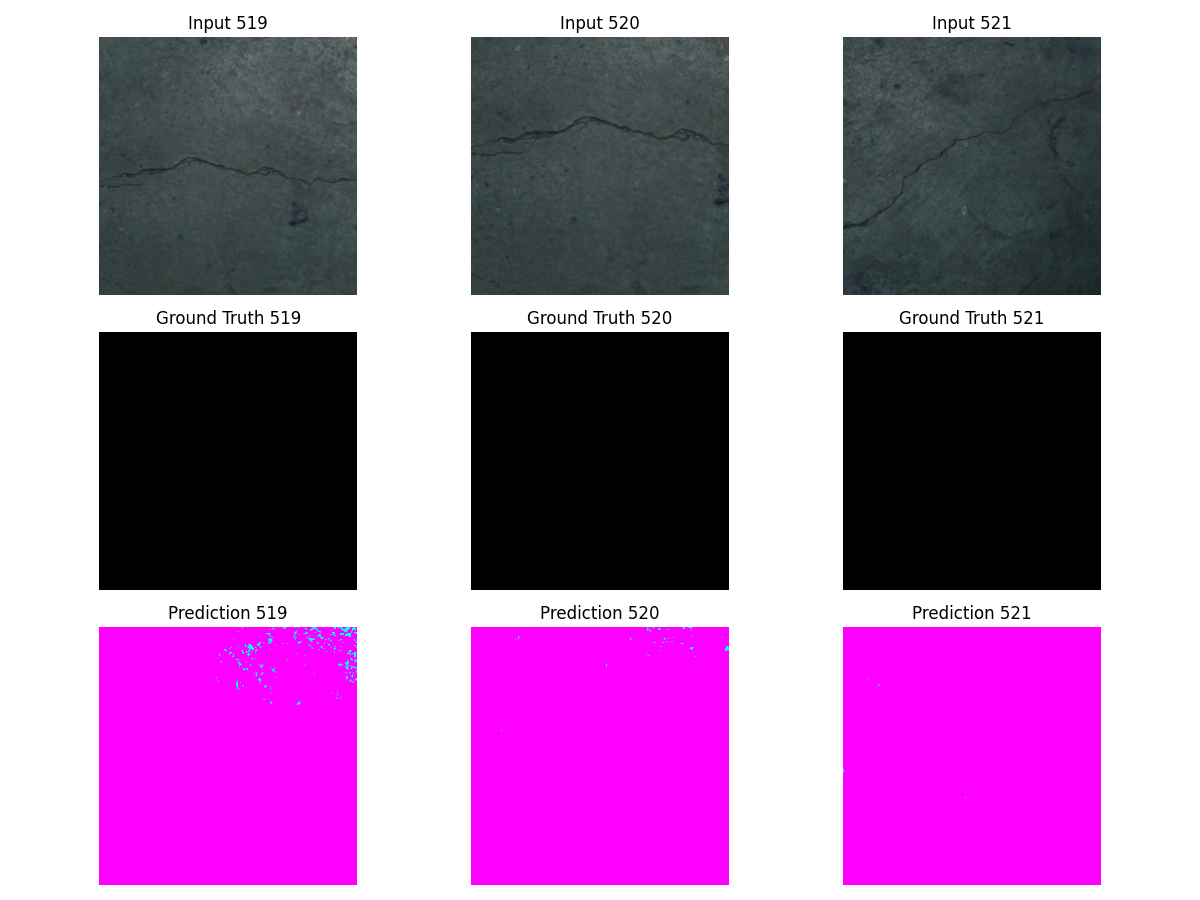 Input 519
Input 520
Input 521
Ground Truth 519
Ground Truth 520
Ground Truth 521
Prediction 519
Prediction 520
Prediction 521